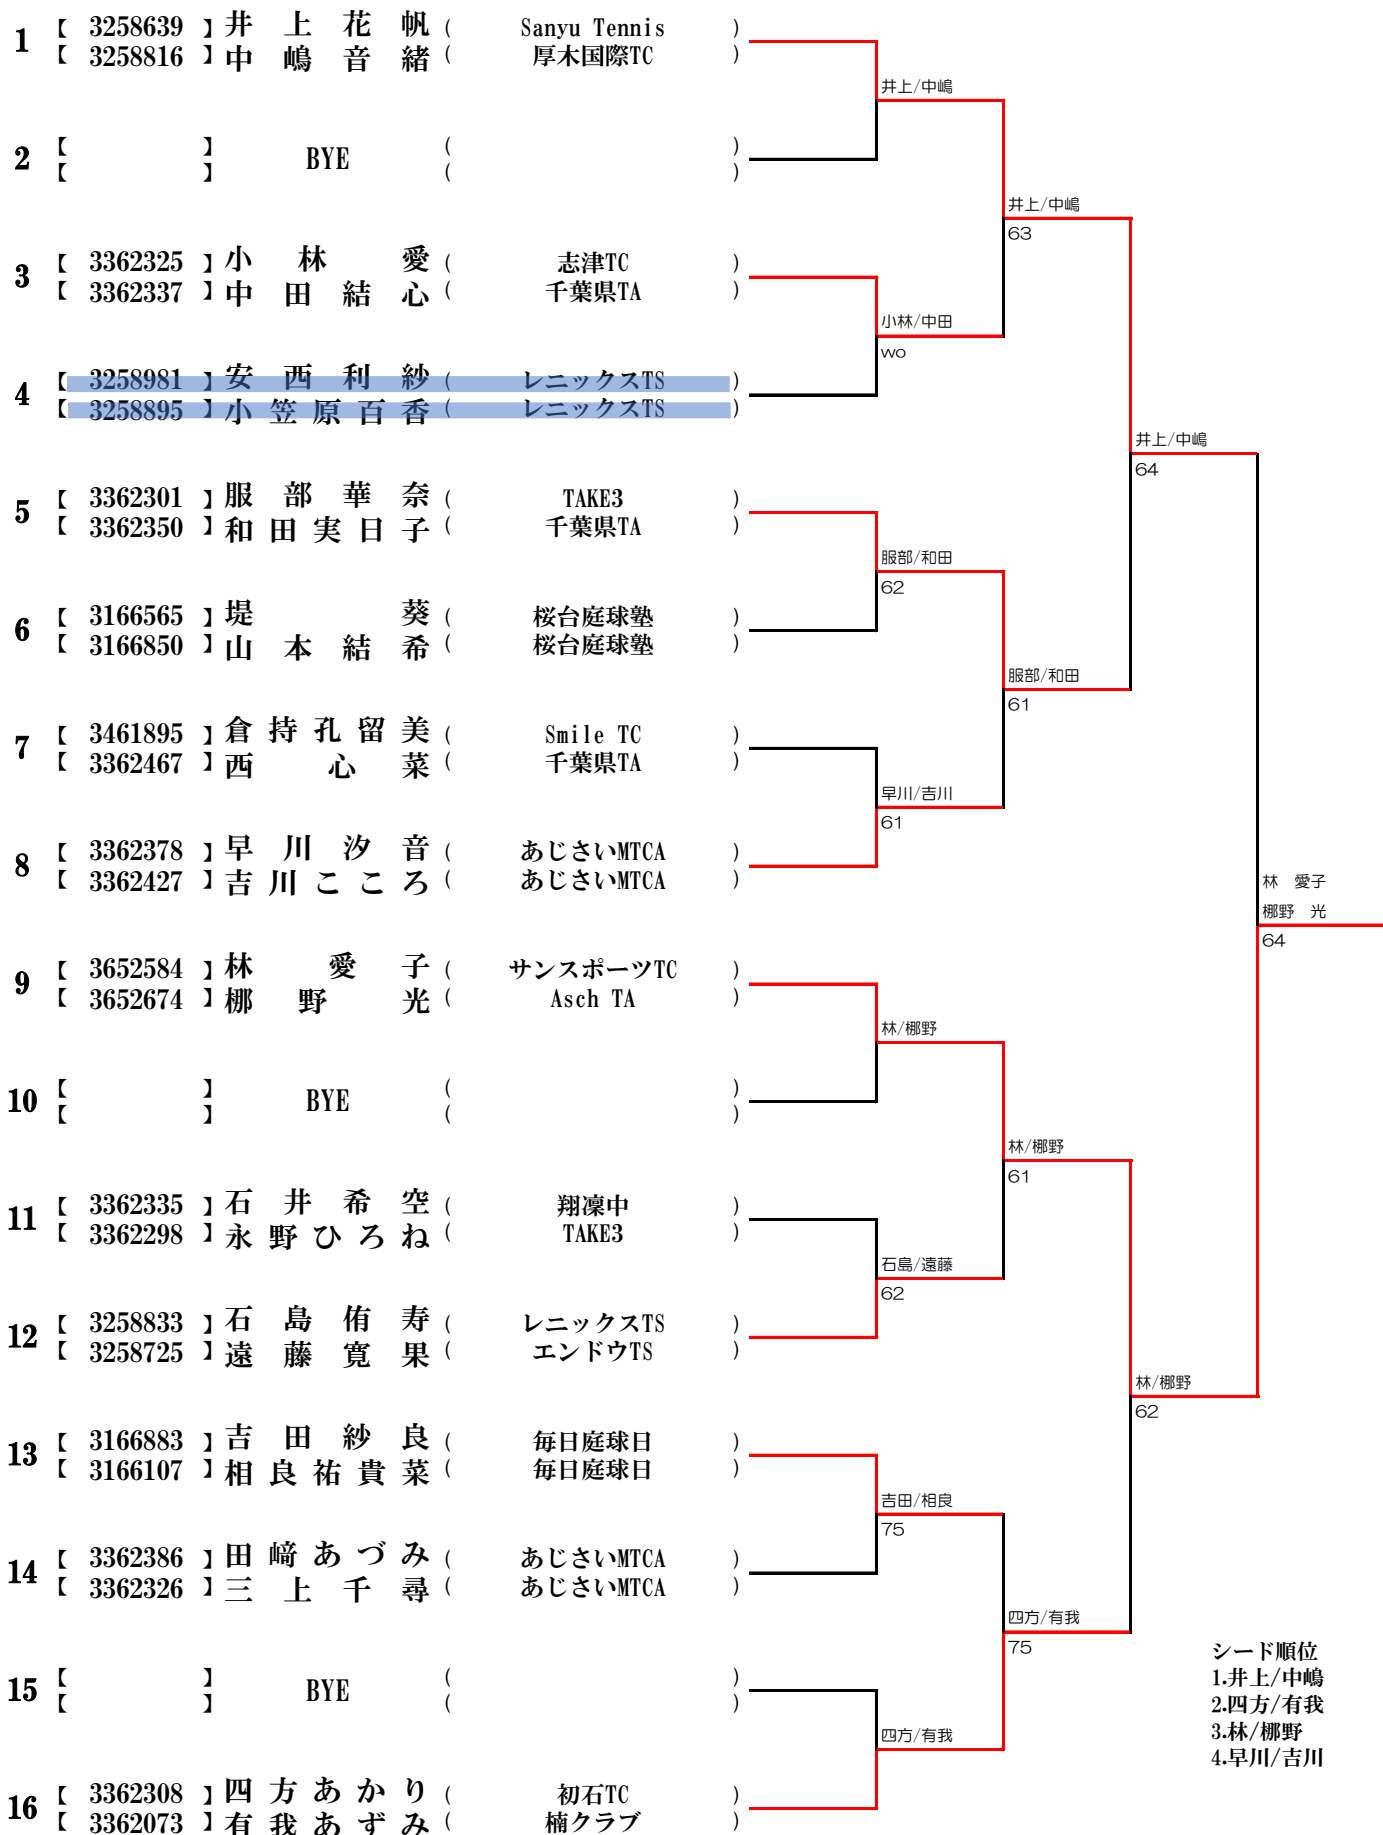 1 【 3258639 】 井上花帆 ( Sanyu Tennis )
【 3258816 】 中嶋音緒 ( 厚木国際TC )
井上/中嶋
2 【 】 BYE ( )
【 】 ( )
井上/中嶋
63
3 【 3362325 】 小林愛 ( 志津TC )
【 3362337 】 中田結心 ( 千葉県TA )
小林/中田
wo
4 【 3258981 】 安西利紗 ( レニックスTS )
【 3258895 】 小笠原百香 ( レニックスTS )
井上/中嶋
64
5 【 3362301 】 服部華奈 ( TAKE3 )
【 3362350 】 和田実日子 ( 千葉県TA )
服部/和田
62
6 【 3166565 】 堤葵 ( 桜台庭球塾 )
【 3166850 】 山本結希 ( 桜台庭球塾 )
服部/和田
61
7 【 3461895 】 倉持孔留美 ( Smile TC )
【 3362467 】 西心菜 ( 千葉県TA )
早川/吉川
61
8 【 3362378 】 早川汐音 ( あじさいMTCA )
【 3362427 】 吉川こころ ( あじさいMTCA )
林 愛子
梛野 光
64
9 【 3652584 】 林愛子 ( サンスポーツTC )
【 3652674 】 梛野光 ( Asch TA )
林/梛野
10 【 】 BYE ( )
【 】 ( )
林/梛野
61
11 【 3362335 】 石井希空 ( 翔凜中 )
【 3362298 】 永野ひろね ( TAKE3 )
石島/遠藤
62
12 【 3258833 】 石島侑寿 ( レニックスTS )
【 3258725 】 遠藤寛果 ( エンドウTS )
林/梛野
62
13 【 3166883 】 吉田紗良 ( 毎日庭球日 )
【 3166107 】 相良祐貴菜 ( 毎日庭球日 )
吉田/相良
75
14 【 3362386 】 田﨑あづみ ( あじさいMTCA )
【 3362326 】 三上千尋 ( あじさいMTCA )
四方/有我
75
15 【 】 BYE ( )
【 】 ( )
四方/有我
16 【 3362308 】 四方あかり ( 初石TC )
【 3362073 】 有我あずみ ( 楠クラブ )
シード順位
1.井上/中嶋
2.四方/有我
3.林/梛野
4.早川/吉川